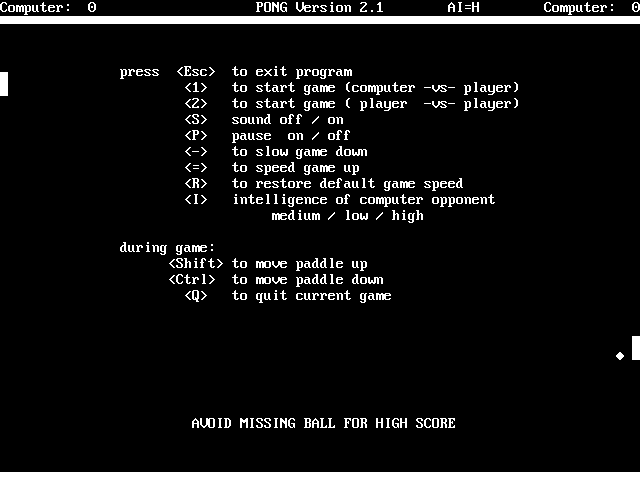 Computer:  0                    PONG Version 2.1        AI=H        Computer:  0
press  <Esc>  to exit program
<1>   to start game (computer -vs- player)
<2>   to start game ( player  -vs- player)
<S>   sound off / on
<P>   pause  on / off
<->   to slow game down
<=>   to speed game up
<R>   to restore default game speed
<I>   intelligence of computer opponent
medium / low / high
during game:
<Shift> to move paddle up
<Ctrl>  to move paddle down
<Q>   to quit current game
AVOID MISSING BALL FOR HIGH SCORE